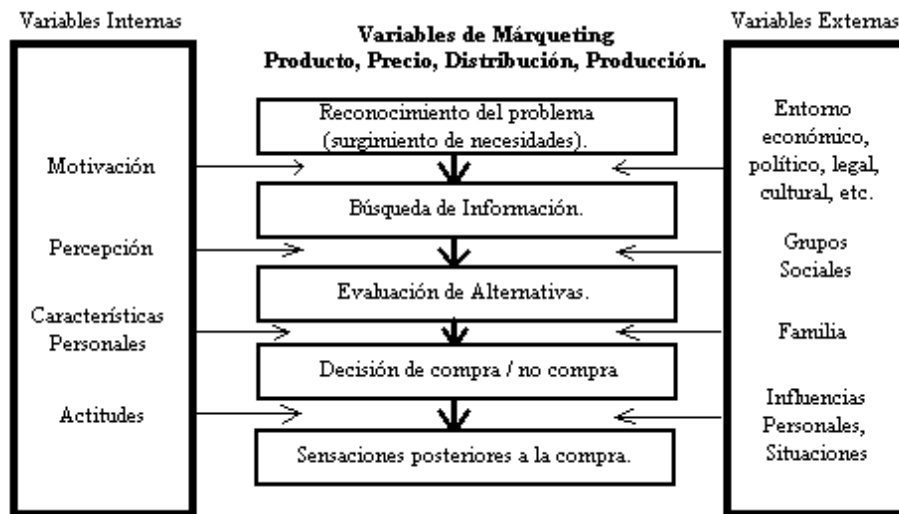 Variables Internas
Variables Externas
Variables de Márqueting
Producto, Precio, Distribución, Producción.
Motivación
Percepción
Características
Personales
Actitudes
Reconocimiento del problema
(surgimiento de necesidades).
Búsqueda de Información.
Evaluación de Alternativas.
Decisión de compra / no compra
Sensaciones posteriores a la compra.
Entorno
económico,
político, legal,
cultural, etc.
Grupos
Sociales
Familia
Influencias
Personales,
Situaciones